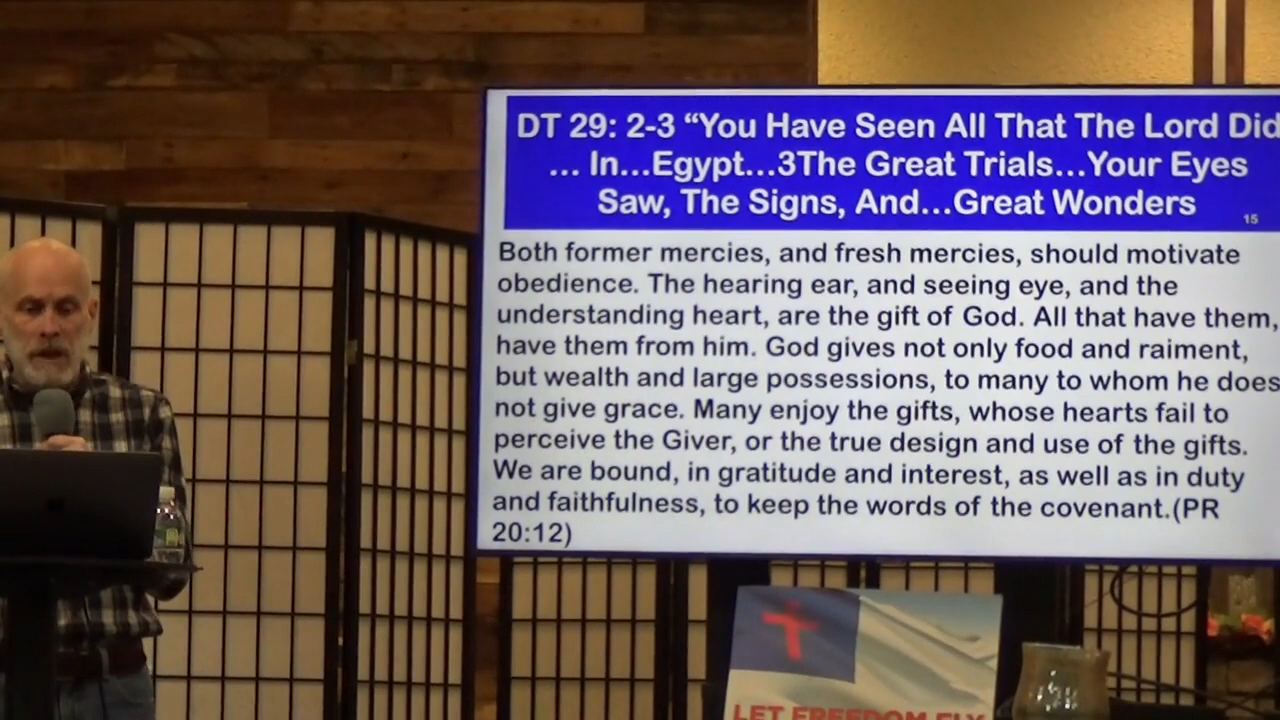 DT 29: 2-3 “You Have Seen All That The Lord Did
... In...Egypt...3The Great Trials...Your Eyes
Saw, The Signs, And...Great Wonders
15
Both former mercies, and fresh mercies, should motivate
obedience. The hearing ear, and seeing eye, and the
understanding heart, are the gift of God. All that have them,
have them from him. God gives not only food and raiment,
but wealth and large possessions, to many to whom he does
not give grace. Many enjoy the gifts, whose hearts fail to
perceive the Giver, or the true design and use of the gifts.
We are bound, in gratitude and interest, as well as in duty
and faithfulness, to keep the words of the covenant.(PR
20:12)
LET FREEDOM FLY